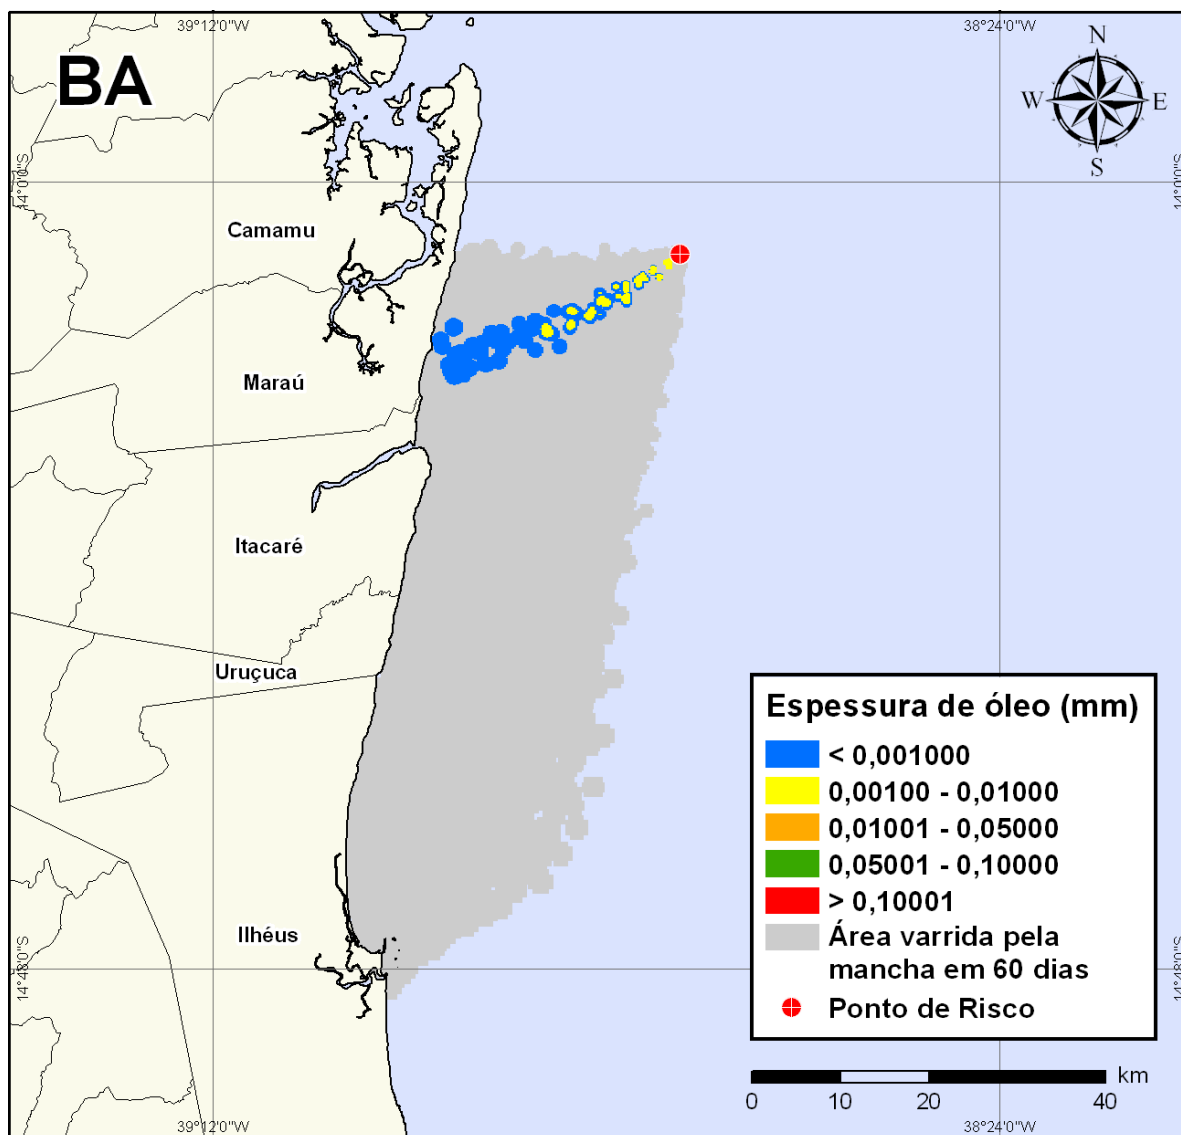 39°12'0"W
38°24'0"W
BA
N
W
E
S
14°0'0"S
14°0'0"S
Camamu
Maraú
Itacaré
Uruçuca
Ilhéus
14°48'0"S
14°48'0"S
Espessura de óleo (mm)
< 0,001000
0,00100 - 0,01000
0,01001 - 0,05000
0,05001 - 0,10000
> 0,10001
Área varrida pela
mancha em 60 dias
Ponto de Risco
km
0 10 20 40
39°12'0"W
38°24'0"W